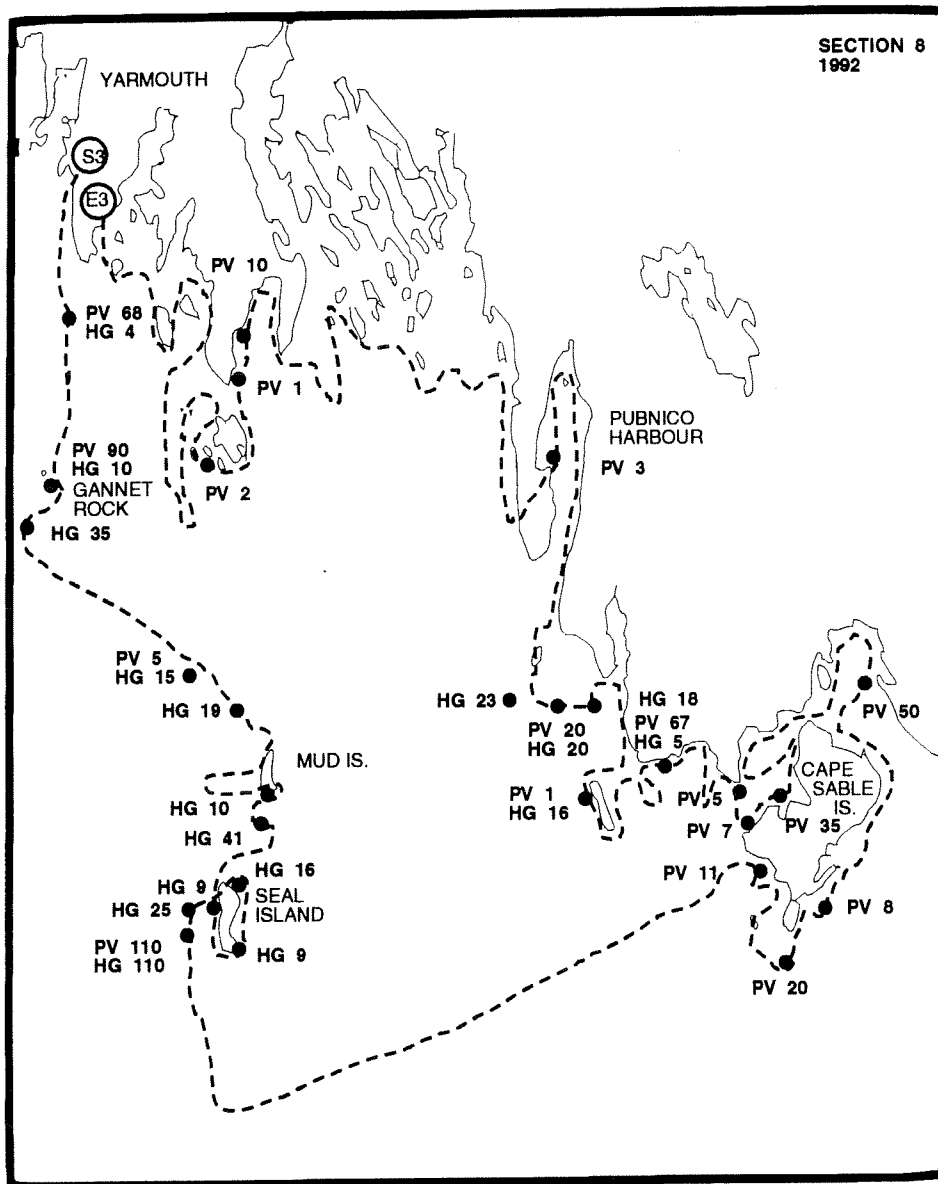 SECTION 8
1992
YARMOUTH
S3
E3
PV 10
PV 68
HG 4
PV 1
PUBNICO
HARBOUR
PV 90
HG 10
GANNET
ROCK
PV 2
PV 3
HG 35
PV 5
HG 15
HG 19
HG 23
PV 20
HG 20
HG 18
PV 67
HG 5
PV 50
MUD IS.
CAPE
SABLE
IS.
HG 10
PV 1
HG 16
PV 5
PV 7
PV 35
HG 41
PV 11
HG 16
HG 9
SEAL
ISLAND
HG 25
PV 8
PV 110
HG 110
HG 9
PV 20